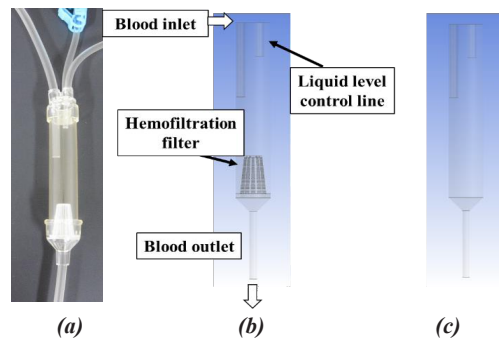 Blood inlet
Liquid level
control line
Hemofiltration
filter
Blood outlet
(a)
(b)
(c)